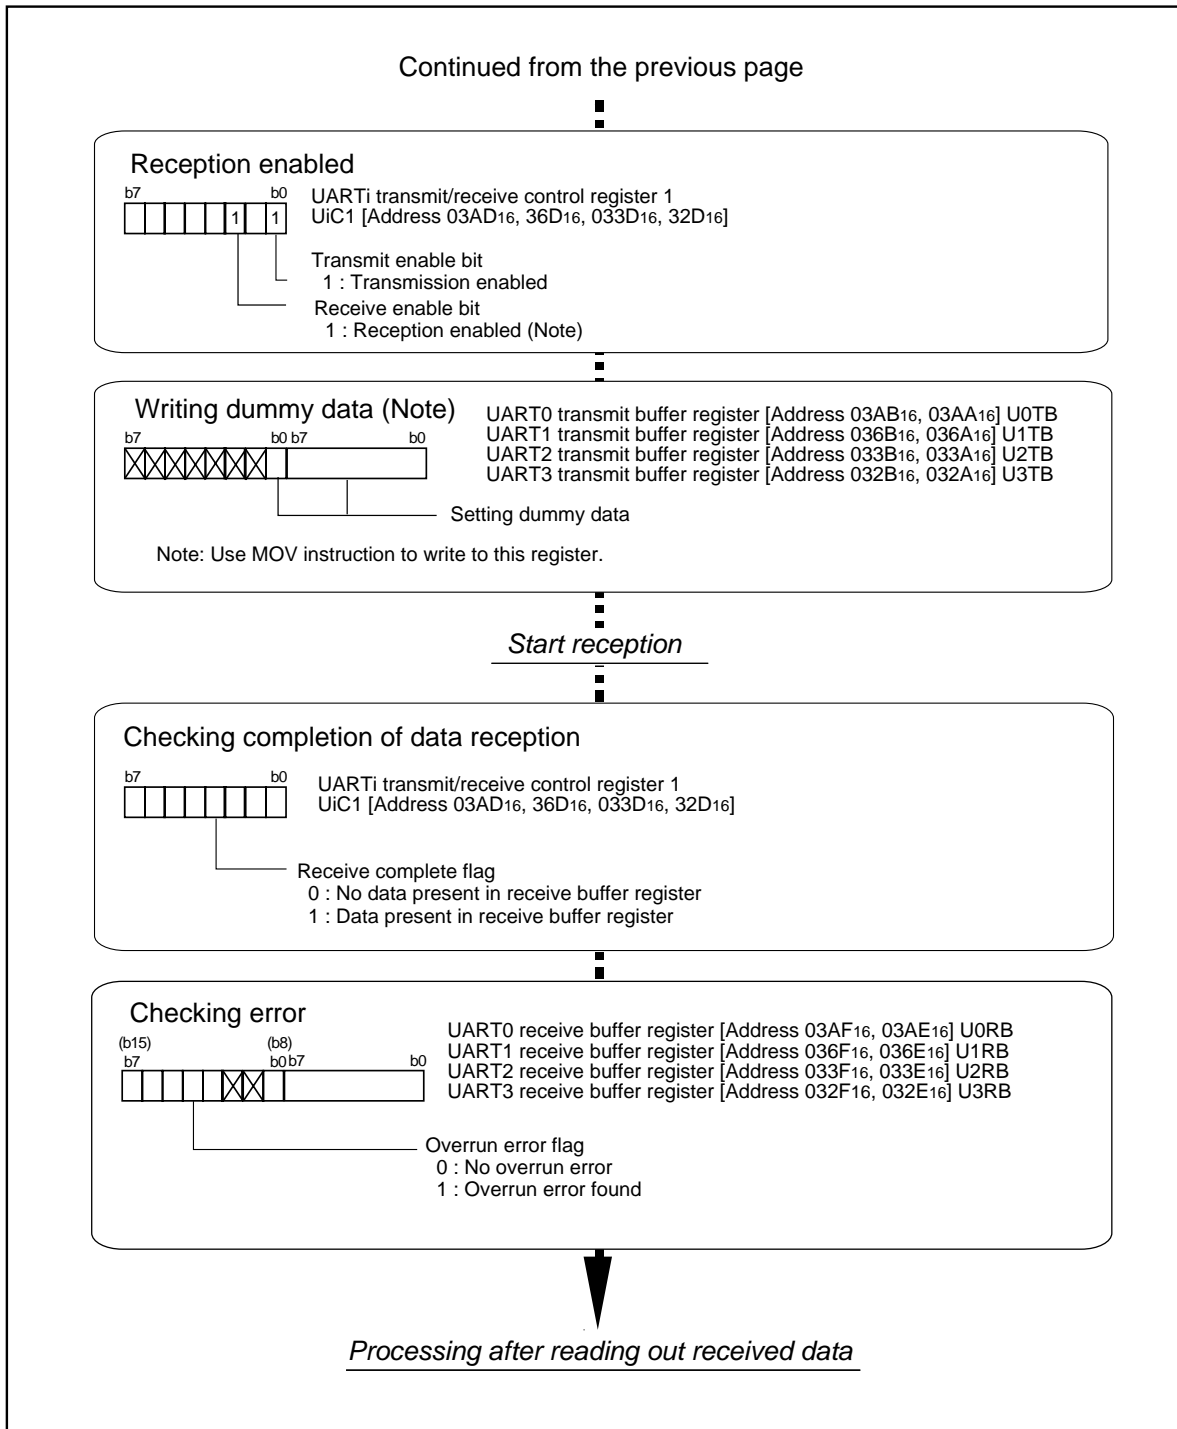 Continued from the previous page
Reception enabled
b7 b0
1 1
UARTi transmit/receive control register 1
UiC1 [Address 03AD16, 36D16, 033D16, 32D16]
Transmit enable bit
1 : Transmission enabled
Receive enable bit
1 : Reception enabled (Note)
Writing dummy data (Note)
b7 b0 b7 b0
UART0 transmit buffer register [Address 03AB16, 03AA16] U0TB
UART1 transmit buffer register [Address 036B16, 036A16] U1TB
UART2 transmit buffer register [Address 033B16, 033A16] U2TB
UART3 transmit buffer register [Address 032B16, 032A16] U3TB
Setting dummy data
Note: Use MOV instruction to write to this register.
Start reception
Checking completion of data reception
b7 b0
UARTi transmit/receive control register 1
UiC1 [Address 03AD16, 36D16, 033D16, 32D16]
Receive complete flag
0 : No data present in receive buffer register
1 : Data present in receive buffer register
Checking error
(b15) (b8)
b7 b0 b7 b0
UART0 receive buffer register [Address 03AF16, 03AE16] U0RB
UART1 receive buffer register [Address 036F16, 036E16] U1RB
UART2 receive buffer register [Address 033F16, 033E16] U2RB
UART3 receive buffer register [Address 032F16, 032E16] U3RB
Overrun error flag
0 : No overrun error
1 : Overrun error found
Processing after reading out received data